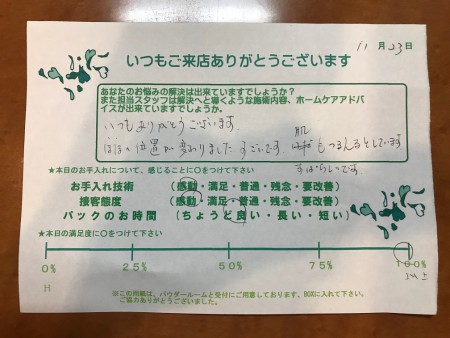 11月23日
いつもご来店ありがとうございます
あなたのお悩みの解決は出来ていますでしょうか？
また担当スタッフは解決へと導くような施術内容、ホームケアアドバ
イスが出来ていますでしょうか。
いつもありがとうございます
ほほの位置が変わりました すごいです。 肌もつるんとしています
すばらしいです
★本日のお手入れについて、感じることに○をつけて下さい
お手入れ技術 (感動・満足・普通・残念・要改善)
接客態度 (感動・満足・普通・残念・要改善)
パックのお時間 (ちょうど良い・長い・短い)
★本日の満足度に○をつけて下さい
0% 25% 50% 75% 100%
H
※この用紙は、パウダールームと受付にご用意しております。BOXに入れて下さい。
ご協力ありがとうございました。